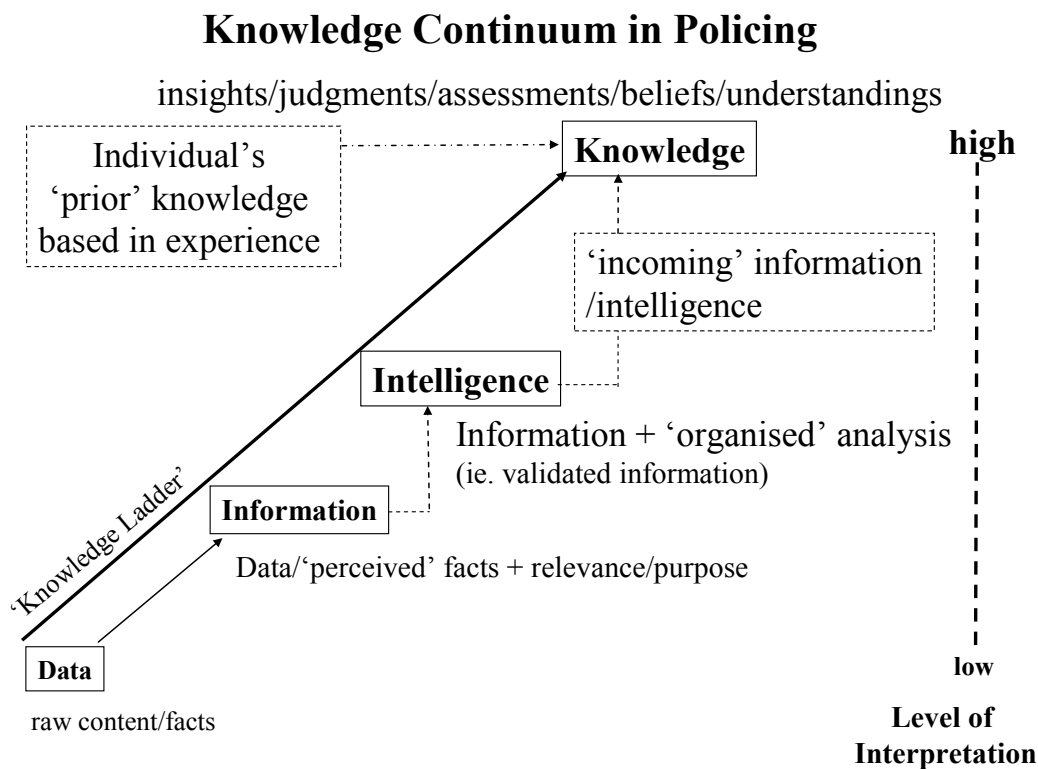 Knowledge Continuum in Policing
insights/judgments/assessments/beliefs/understandings
Individual’s
‘prior’ knowledge
based in experience
Knowledge
high
‘incoming’ information
/intelligence
Intelligence
Information + ‘organised’ analysis
(ie. validated information)
‘Knowledge Ladder’
Information
Data/‘perceived’ facts + relevance/purpose
Data
low
raw content/facts
Level of
Interpretation